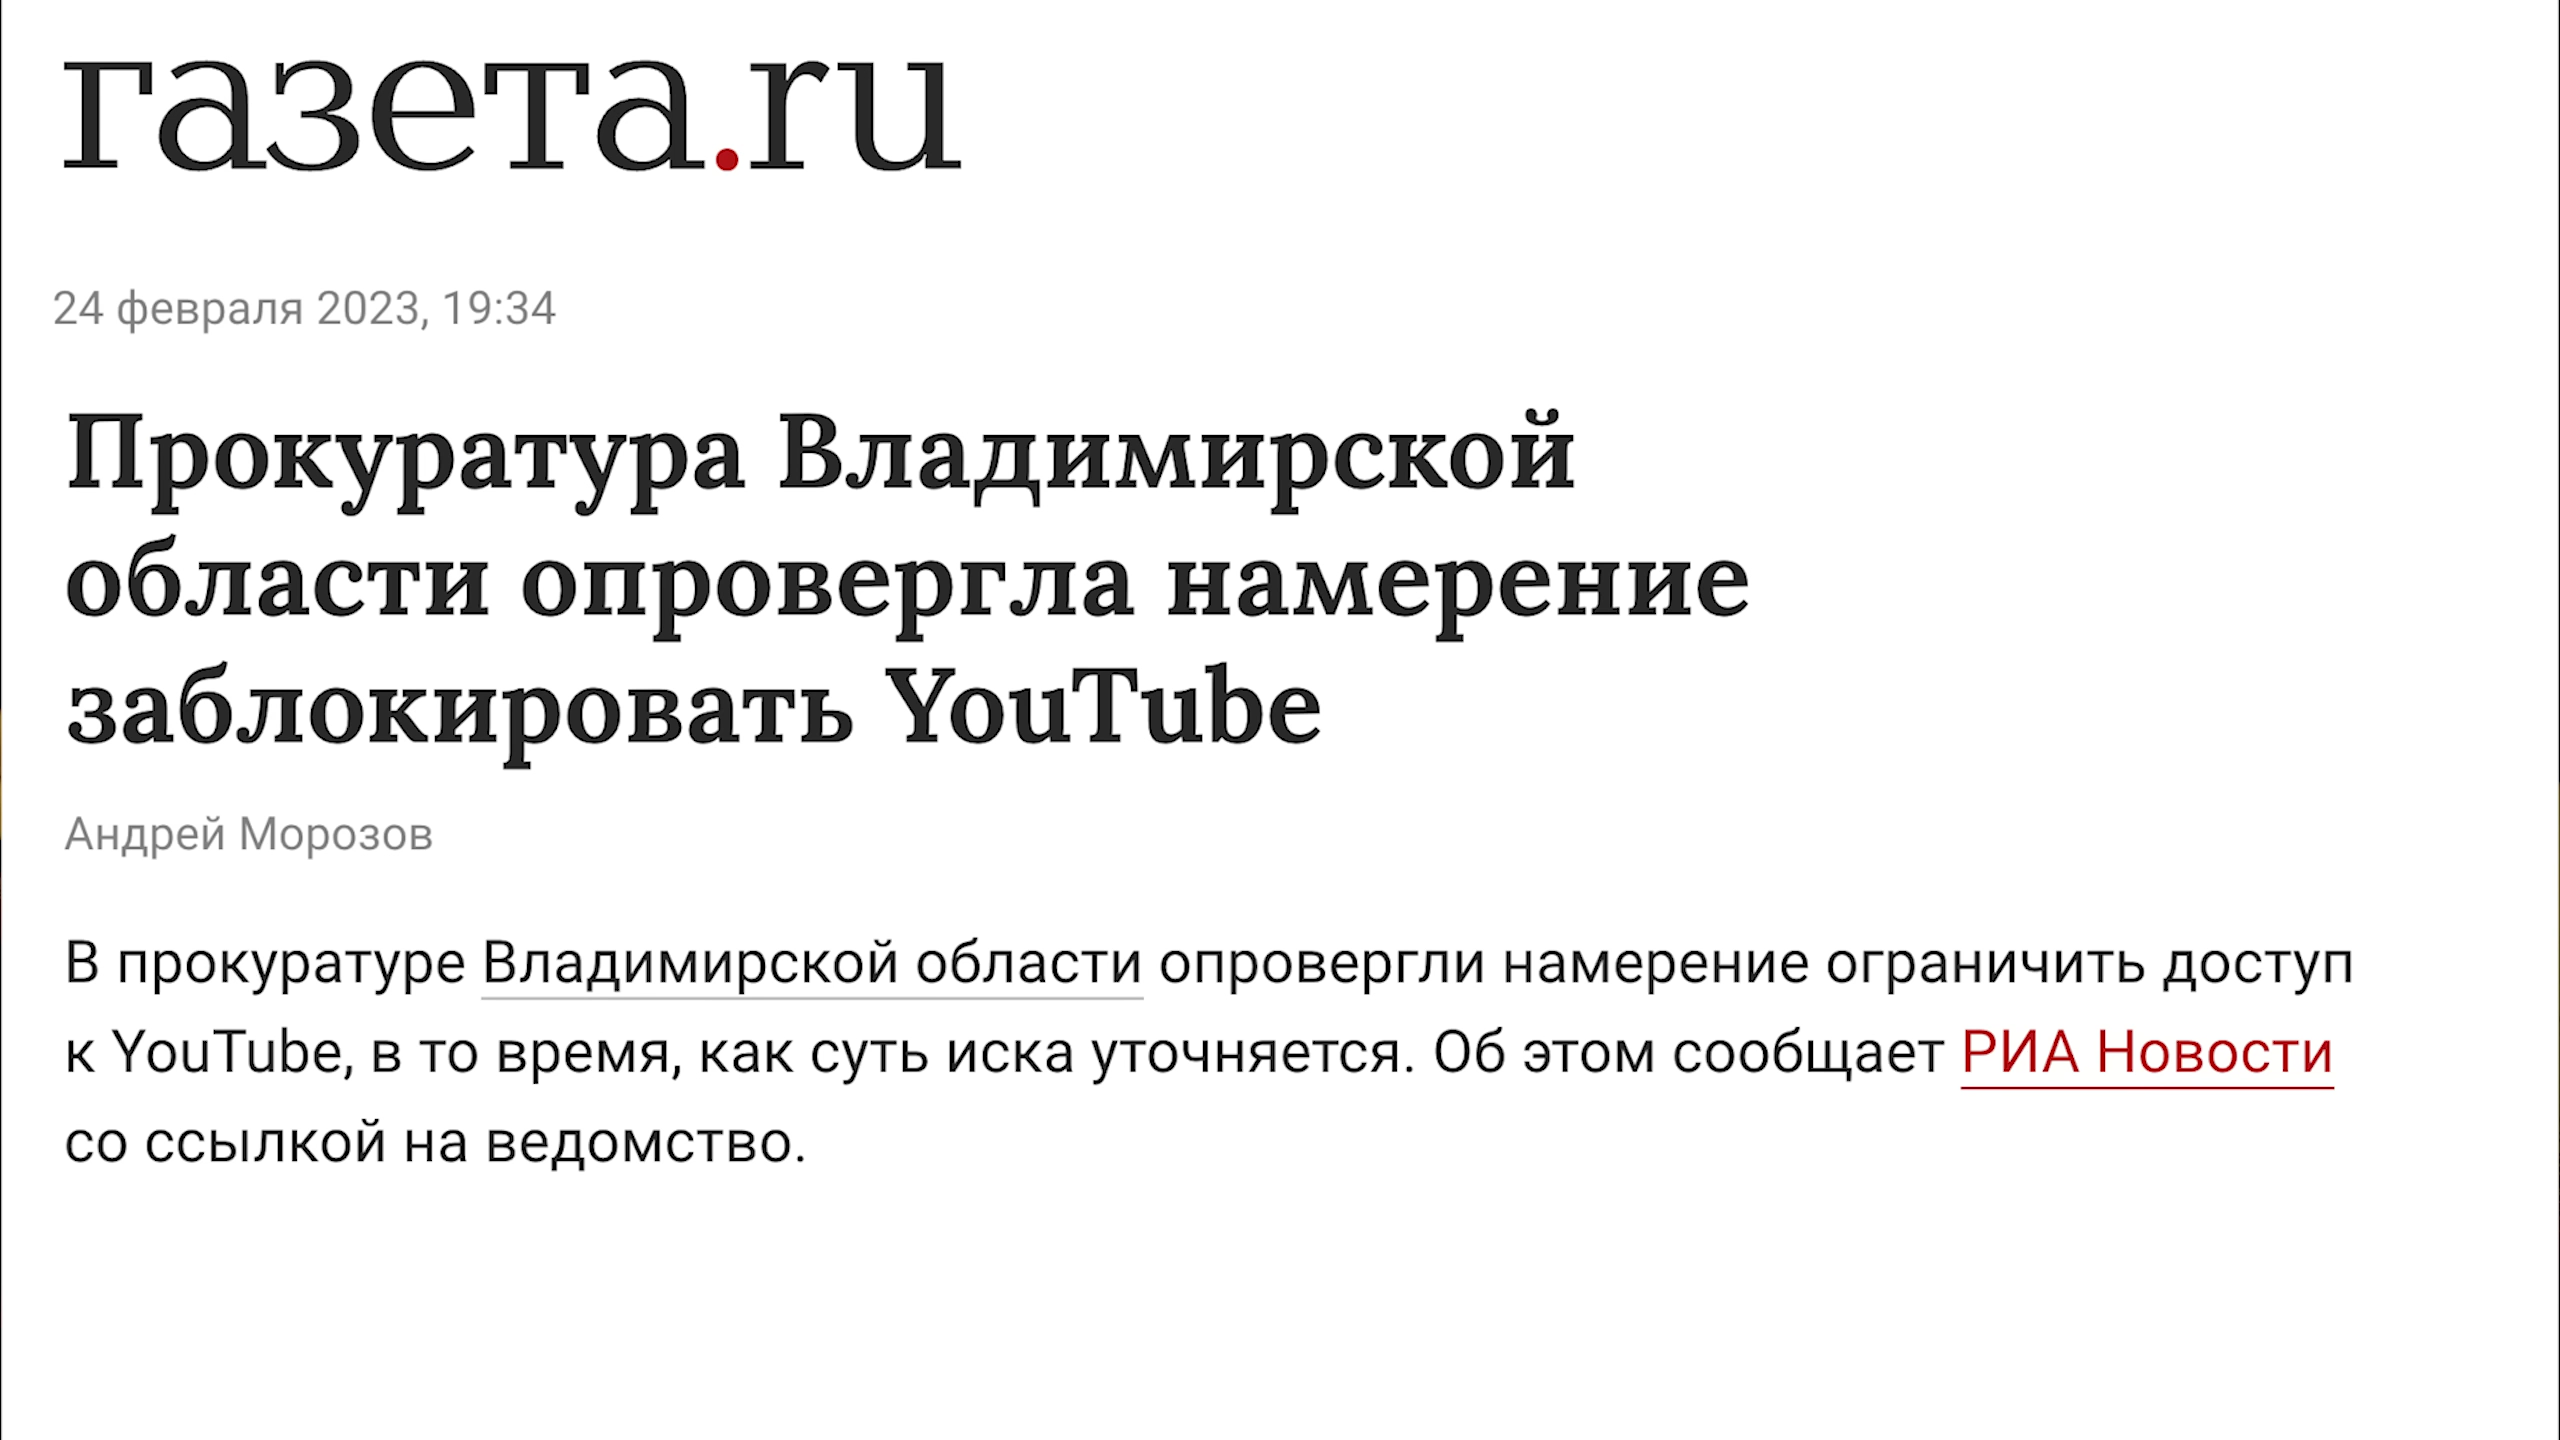 газета.ru
24 февраля 2023, 19:34
Прокуратура Владимирской
области опровергла намерение
заблокировать YouTube
Андрей Морозов
В прокуратуре Владимирской области опровергли намерение ограничить доступ
к YouTube, в то время, как суть иска уточняется. Об этом сообщает РИА Новости
со ссылкой на ведомство.